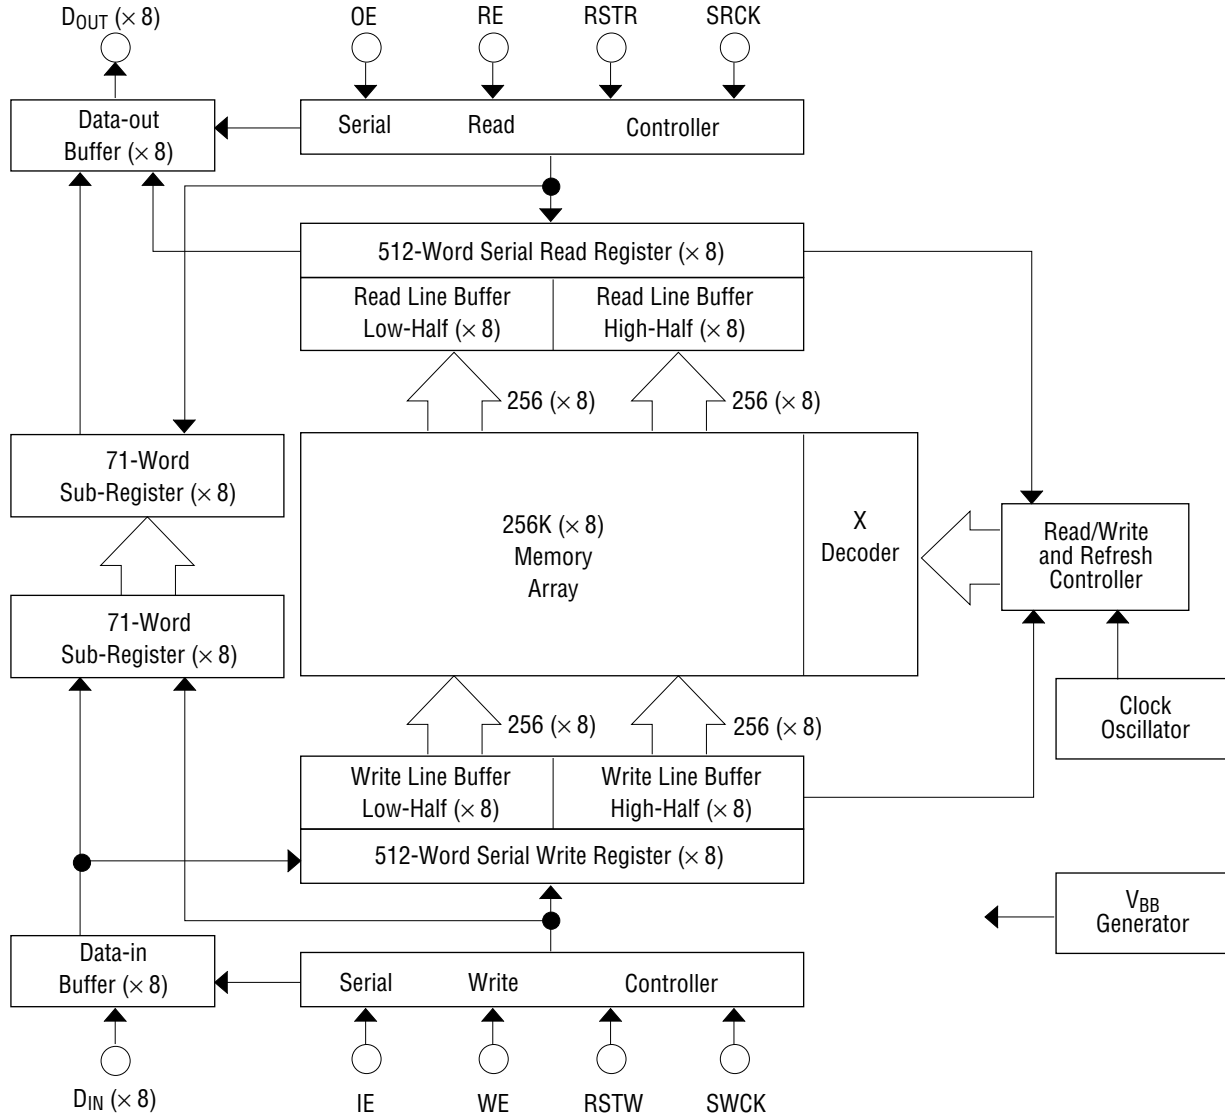 D_OUT (× 8)
OE
RE
RSTR
SRCK
Data-out
Buffer (× 8)
Serial Read Controller
512-Word Serial Read Register (× 8)
Read Line Buffer
Low-Half (× 8)
Read Line Buffer
High-Half (× 8)
256 (× 8)
256 (× 8)
71-Word
Sub-Register (× 8)
256K (× 8)
Memory
Array
X
Decoder
Read/Write
and Refresh
Controller
71-Word
Sub-Register (× 8)
256 (× 8)
256 (× 8)
Clock
Oscillator
Write Line Buffer
Low-Half (× 8)
Write Line Buffer
High-Half (× 8)
512-Word Serial Write Register (× 8)
V_BB
Generator
Data-in
Buffer (× 8)
Serial Write Controller
D_IN (× 8)
IE
WE
RSTW
SWCK